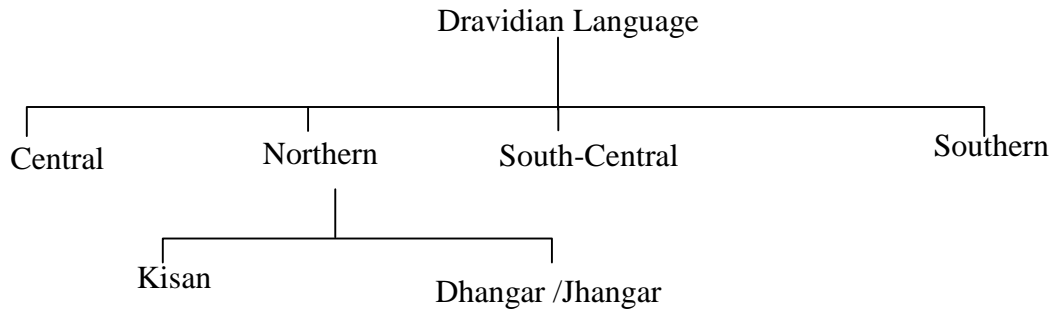 Dravidian Language
Central
Northern
South-Central
Southern
Kisan
Dhangar /Jhangar